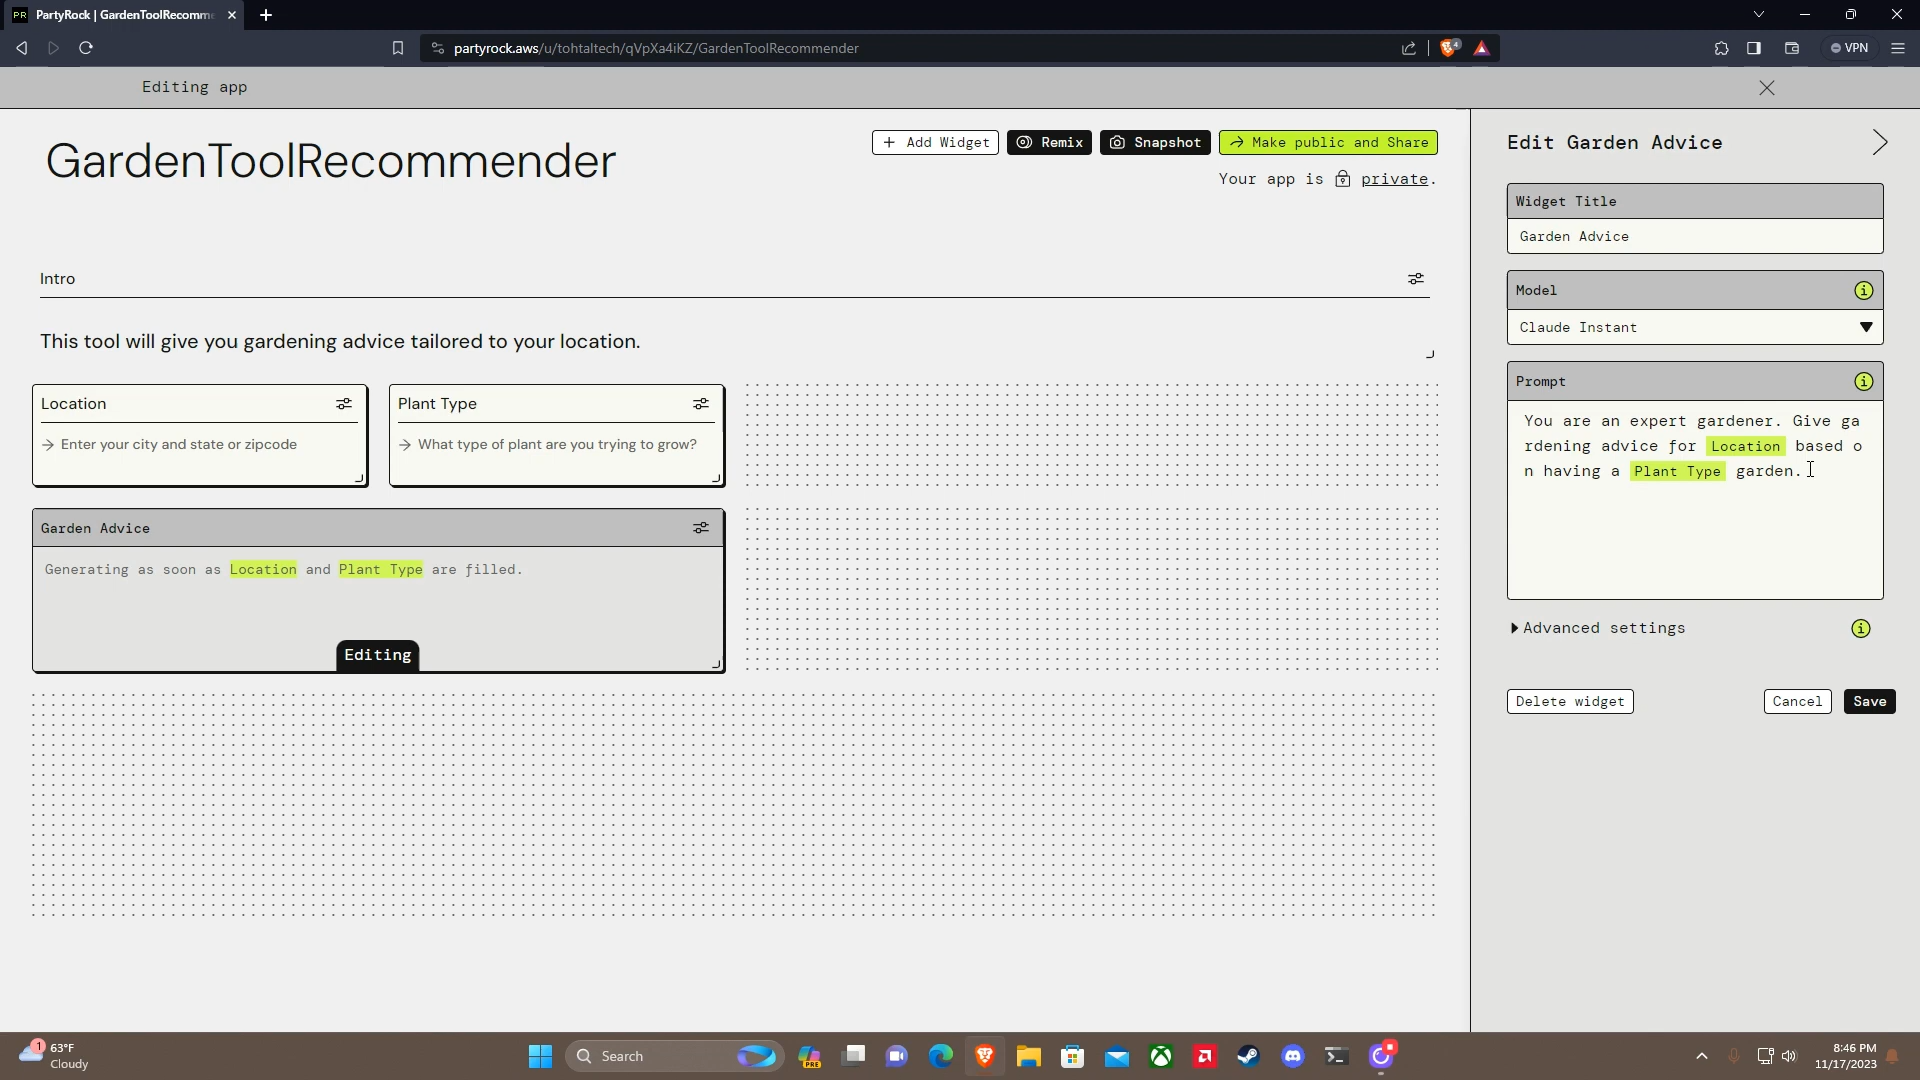 PR PartyRock | GardenToolRecomme
partyrock.aws/u/tohtaltech/qVpXa4iKZ/GardenToolRecommender
4
VPN
Editing app
GardenToolRecommender
+ Add Widget
Remix
Snapshot
Make public and Share
Your app is private.
Intro
This tool will give you gardening advice tailored to your location.
Location
Enter your city and state or zipcode
Plant Type
What type of plant are you trying to grow?
Garden Advice
Generating as soon as Location and Plant Type are filled.
Editing
Edit Garden Advice
Widget Title
Garden Advice
Model
Claude Instant
Prompt
You are an expert gardener. Give ga
rdening advice for Location based o
n having a Plant Type garden.
Advanced settings
Delete widget
Cancel
Save
1
63°F
Cloudy
Search
PRE
8:46 PM
11/17/2023